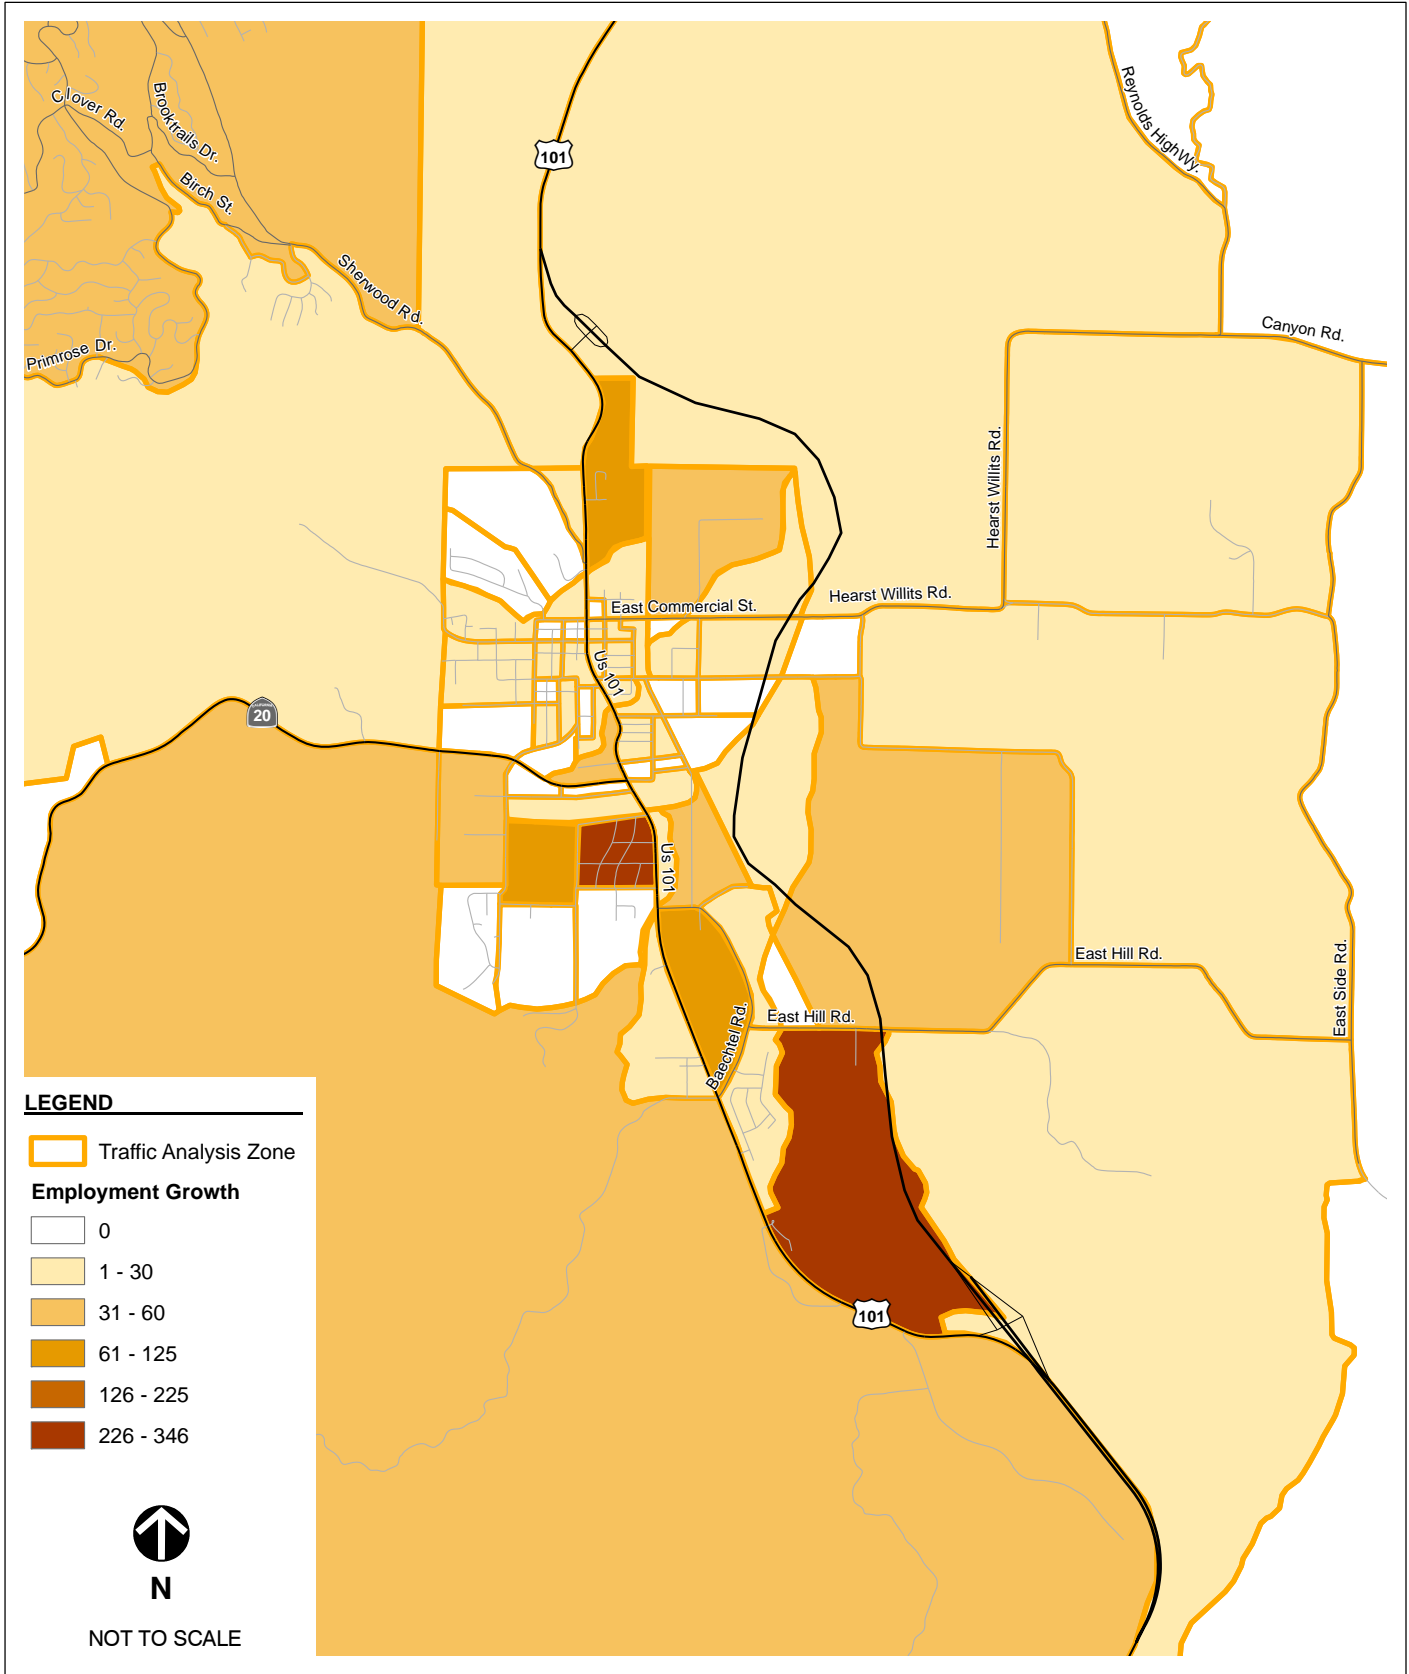 Reynolds HighWy.
Clover Rd.
Brooktrails Dr.
101
Birch St.
Sherwood Rd.
Canyon Rd.
Primrose Dr.
Hearst Willits Rd.
Hearst Willits Rd.
East Commercial St.
Us 101
CALIFORNIA
20
Us 101
East Hill Rd.
East Side Rd.
East Hill Rd.
Baechtel Rd.
101
LEGEND
Traffic Analysis Zone
Employment Growth
0
1 - 30
31 - 60
61 - 125
126 - 225
226 - 346
N
NOT TO SCALE